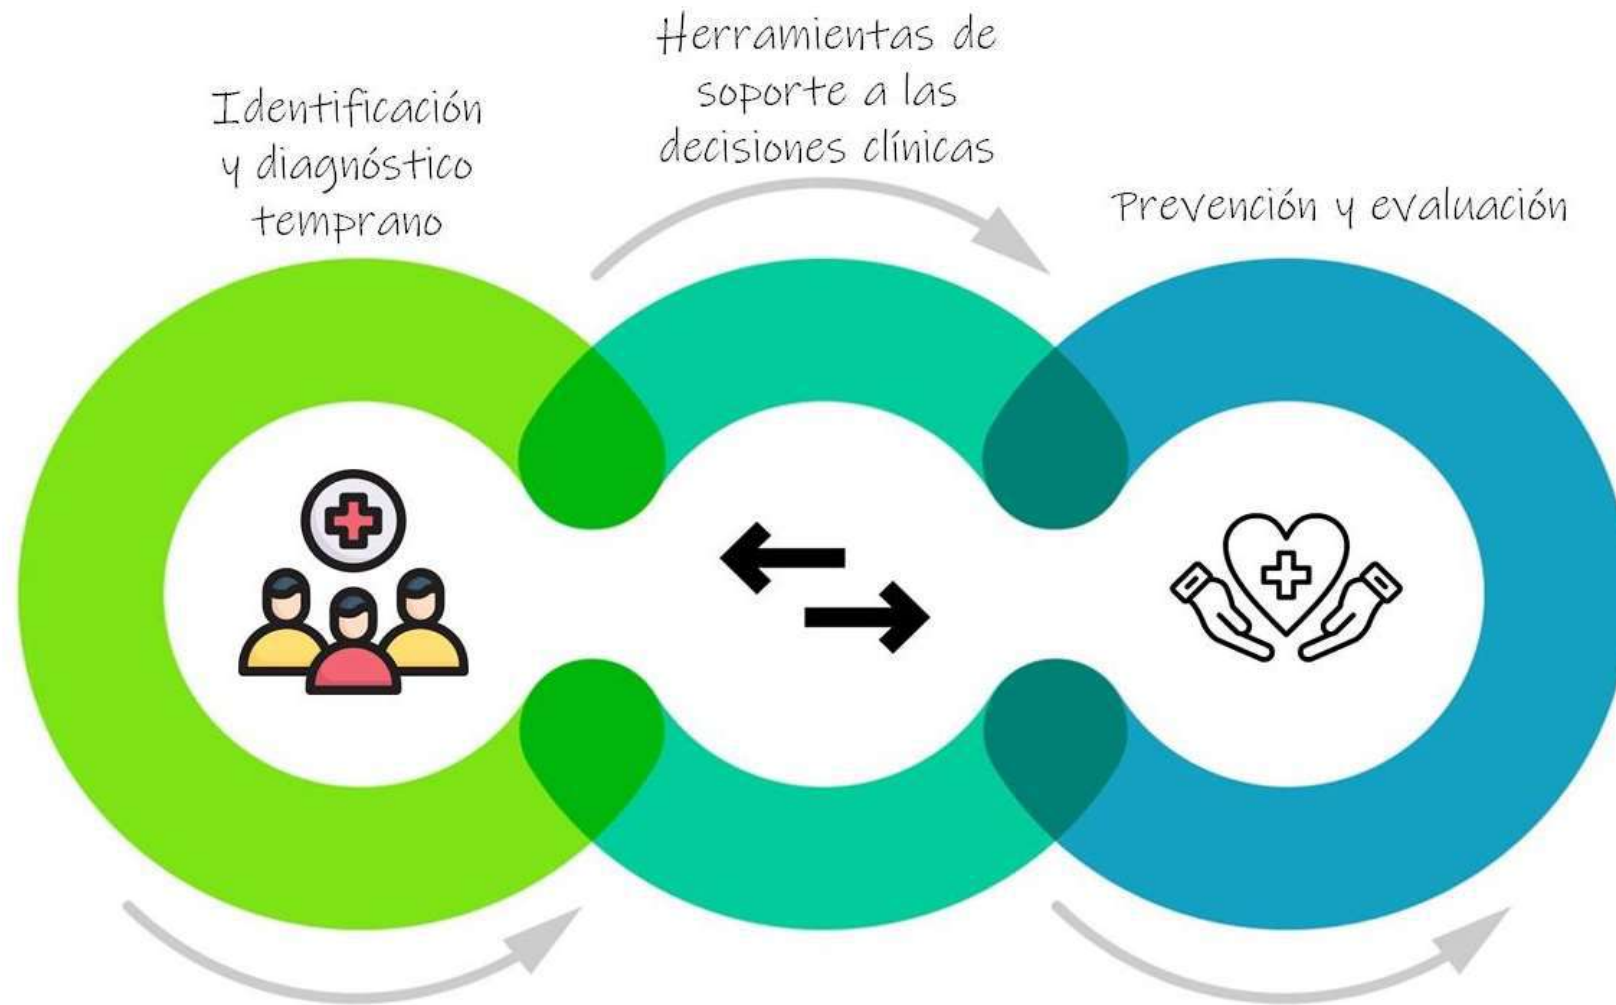 Identificación
y diagnóstico
temprano
Herramientas de
soporte a las
decisiones clínicas
Prevención y evaluación